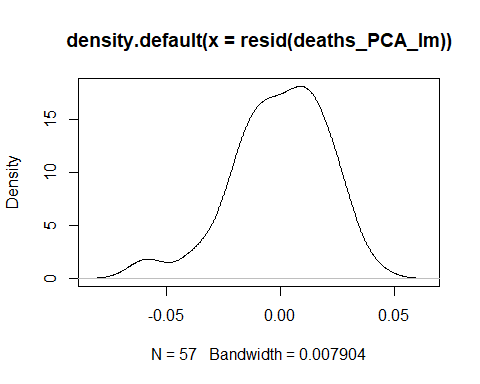 density.default(x = resid(deaths_PCA_lm))
Density
15
10
5
0
-0.05 0.00 0.05
N = 57 Bandwidth = 0.007904